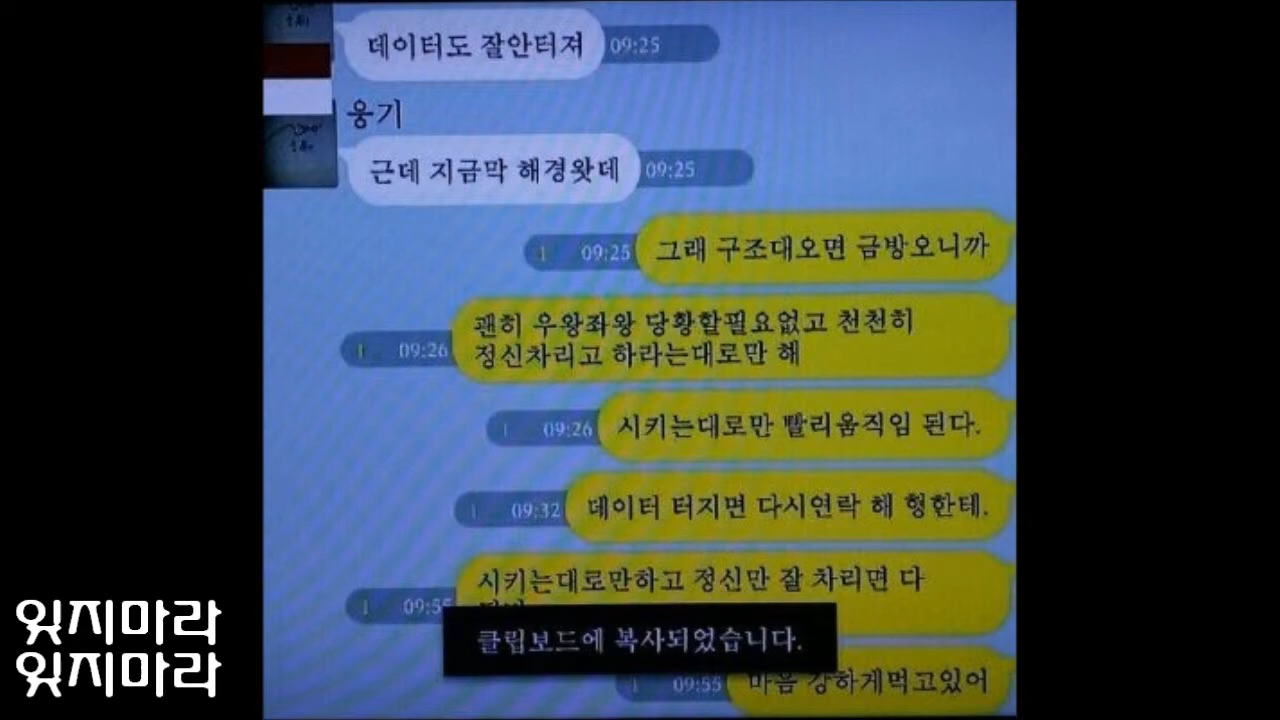 데이터도 잘안터져 09:25
웅기
근데 지금막 해경왓데 09:25
1 09:25 그래 구조대오면 금방오니까
괜히 우왕좌왕 당황할필요없고 천천히
1 09:26 정신차리고 하라는대로만 해
1 09:26 시키는대로만 빨리움직임 된다.
1 09:32 데이터 터지면 다시연락 해 형한테.
시키는대로만하고 정신만 잘 차리면 다
1 09:55
클립보드에 복사되었습니다.
1 09:55 마음 강하게먹고있어
잊지마라
잊지마라